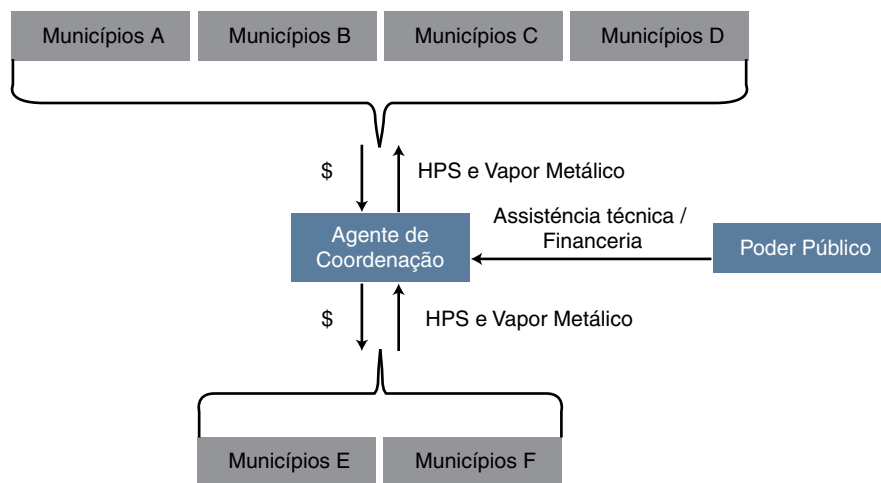 Municípios A
Municípios B
Municípios C
Municípios D
$
HPS e Vapor Metálico
Assisténcia técnica /
Financeria
Agente de
Coordenação
Poder Público
$
HPS e Vapor Metálico
Municípios E
Municípios F